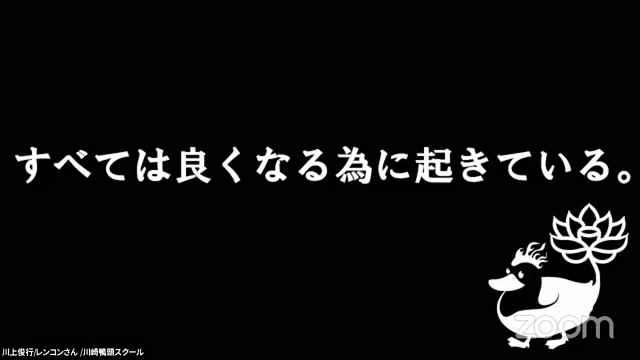 すべては良くなる為に起きている。
zoom
川上俊行/レンコンさん /川崎鴨頭スクール